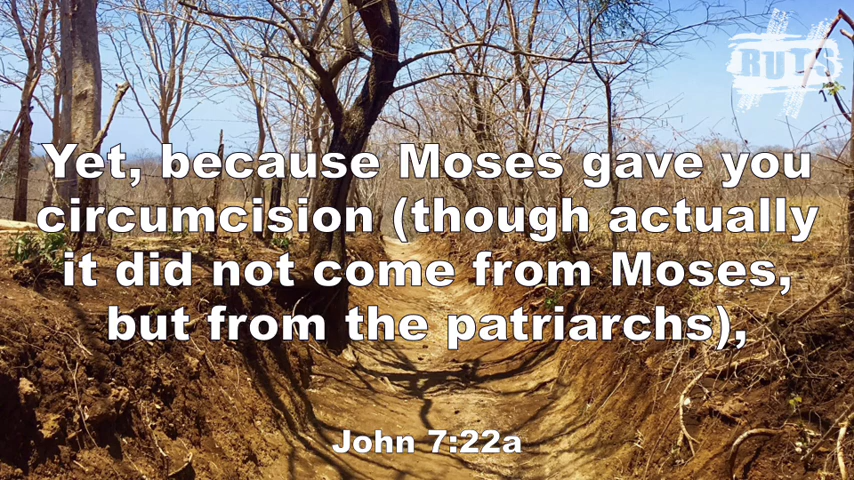 RUTS
Yet, because Moses gave you
circumcision (though actually
it did not come from Moses,
but from the patriarchs),
John 7:22a